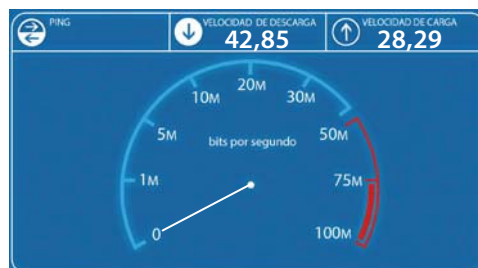 PING
VELOCIDAD DE DESCARGA
42,85
VELOCIDAD DE CARGA
28,29
20M
10M
30M
5M
bits por segundo
50M
1M
75M
0
100M